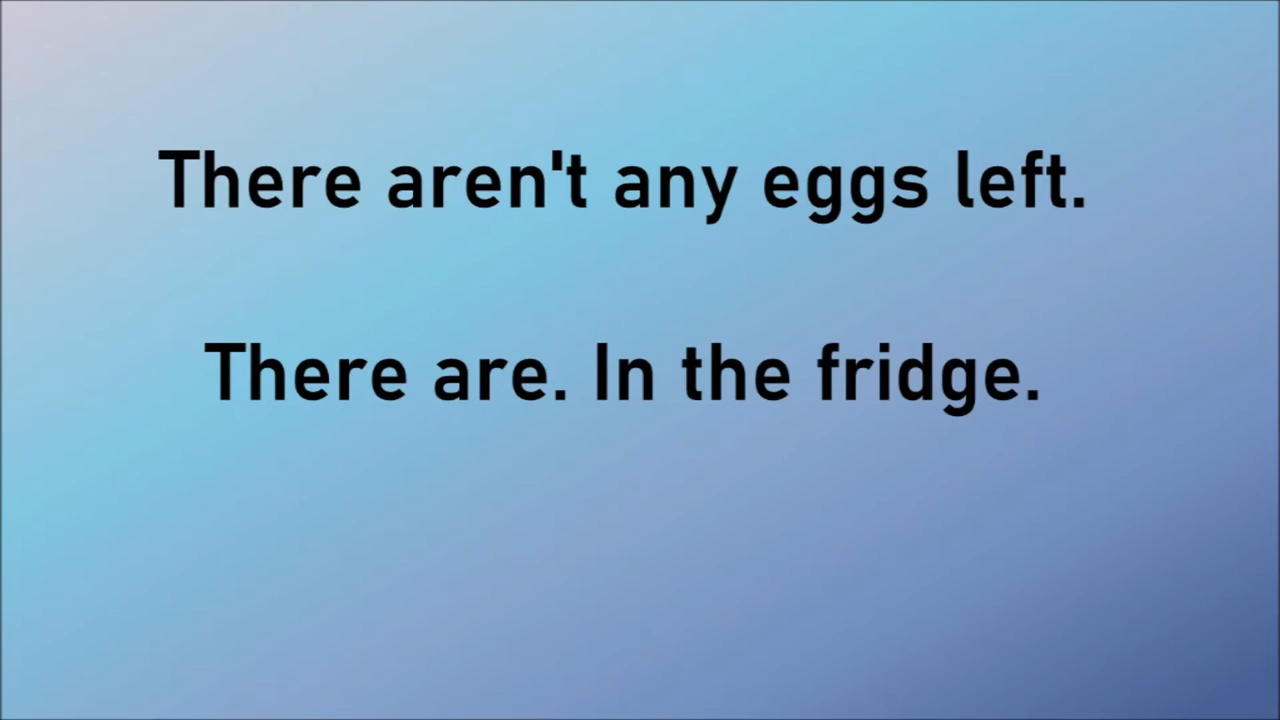 There aren't any eggs left.
There are. In the fridge.